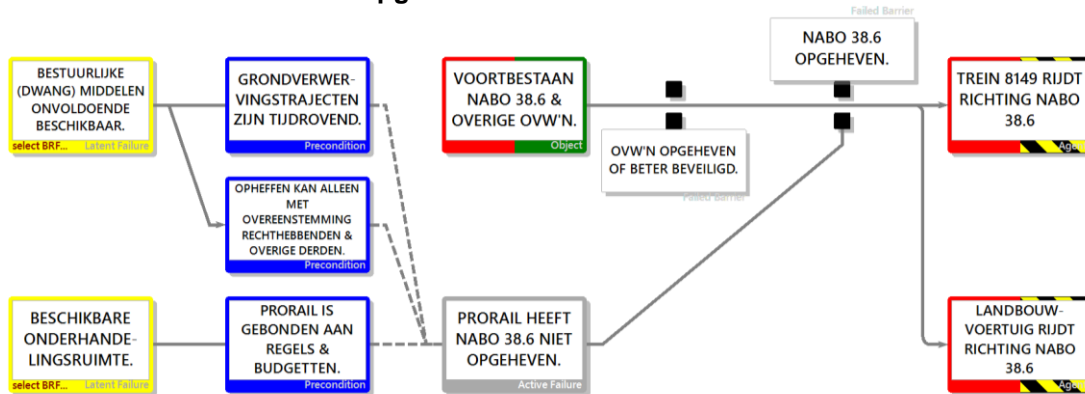 Failed Barrier
BESTUURLIJKE
(DWANG) MIDDELEN
ONVOLDOENDE
BESCHIKBAAR.
select BRF... Latent Failure
GRONDVERWER-
VINGSTRAJECTEN
ZIJN TIJDROVEND.
Precondition
VOORTBESTAAN
NABO 38.6 &
OVERIGE OVW'N.
Object
NABO 38.6
OPGEHEVEN.
TREIN 8149 RIJDT
RICHTING NABO
38.6
OVW'N OPGEHEVEN
OF BETER BEVEILIGD.
Failed Barrier
OPHEFFEN KAN ALLEEN
MET
OVEREENSTEMMING
RECHTHEBBENDEN &
OVERIGE DERDEN.
Precondition
BESCHIKBARE
ONDERHANDE-
LINGSRUIMTE.
select BRF... Latent Failure
PRORAIL IS
GEBONDEN AAN
REGELS &
BUDGETTEN.
Precondition
PRORAIL HEEFT
NABO 38.6 NIET
OPGEHEVEN.
Active Failure
LANDBOUW-
VOERTUIG RIJDT
RICHTING NABO
38.6